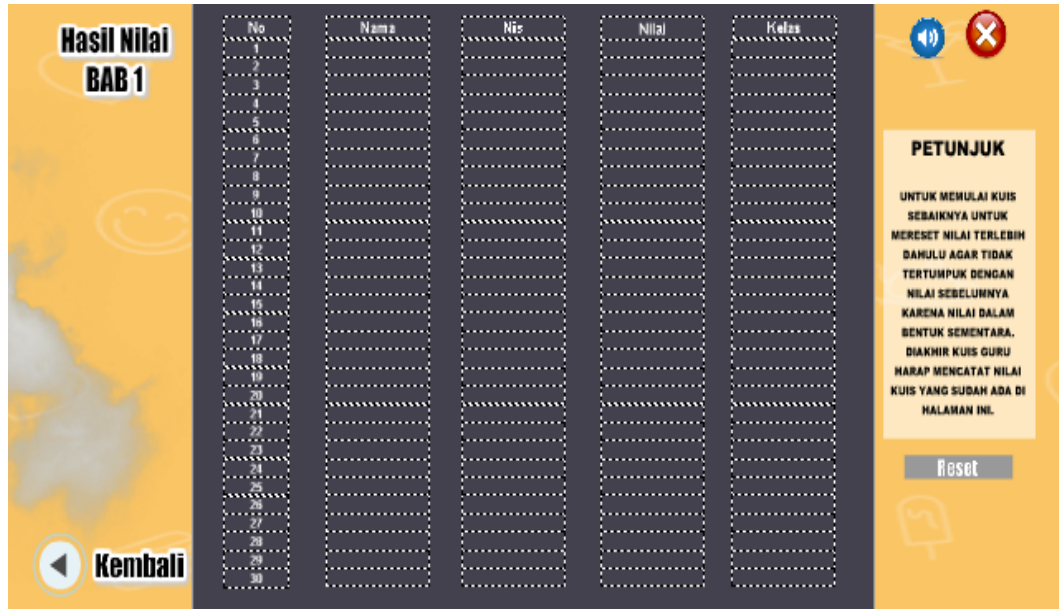 Hasil Nilai
BAB 1
No Nama Nis Nilai Kelas
1
2
3
4
5
6
7
8
9
10
11
12
13
14
15
16
17
18
19
20
21
22
23
24
25
26
27
28
29
30
PETUNJUK
UNTUK MEMULAI KUIS
SEBAIKNYA UNTUK
MERESET NILAI TERLEBIH
DAHULU AGAR TIDAK
TERTUMPUK DENGAN
NILAI SEBELUMNYA
KARENA NILAI DALAM
BENTUK SEMENTARA.
DIAKHIR KUIS GURU
HARAP MENCATAT NILAI
KUIS YANG SUDAH ADA DI
HALAMAN INI.
Reset
Kembali